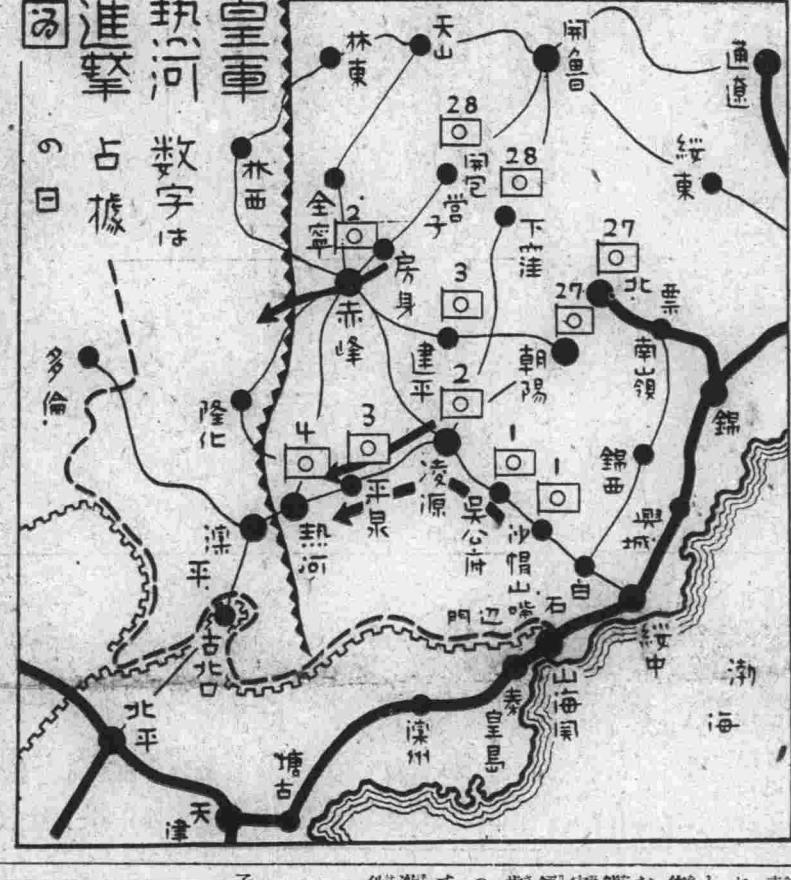 皇軍
熱河
進撃
数字は
占據
の日
林東
天山
開魯
通遼
綏東
林西
全寧
2
28
開包営子
28
下窪
房身
赤峰
3
建平
27
北票
27
朝陽
南嶺
錦
多倫
隆化
2
凌源
3
平泉
4
熱河
1
呉公府
1
沙帽山嘴
錦西
興城
白石
門辺
綏中
灤平
古北口
山海関
渤海
秦皇島
灤州
北平
塘古
天津